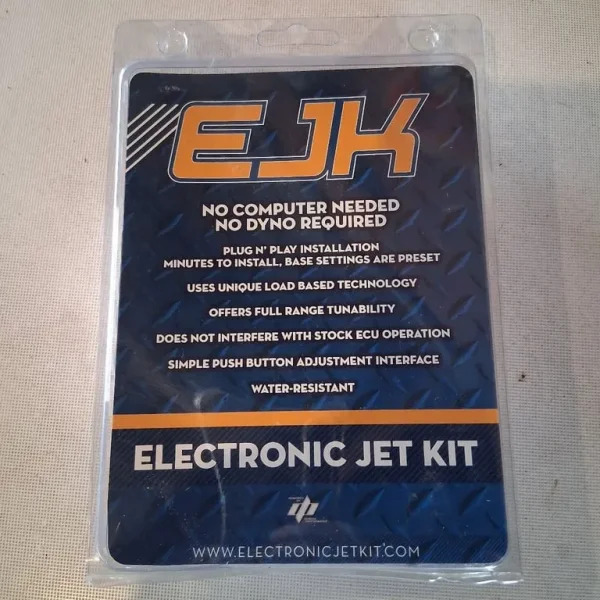 EJK
NO COMPUTER NEEDED
NO DYNO REQUIRED
PLUG N' PLAY INSTALLATION
MINUTES TO INSTALL, BASE SETTINGS ARE PRESET
USES UNIQUE LOAD BASED TECHNOLOGY
OFFERS FULL RANGE TUNABILITY
DOES NOT INTERFERE WITH STOCK ECU OPERATION
SIMPLE PUSH BUTTON ADJUSTMENT INTERFACE
WATER-RESISTANT
ELECTRONIC JET KIT
WWW.ELECTRONICJETKIT.COM